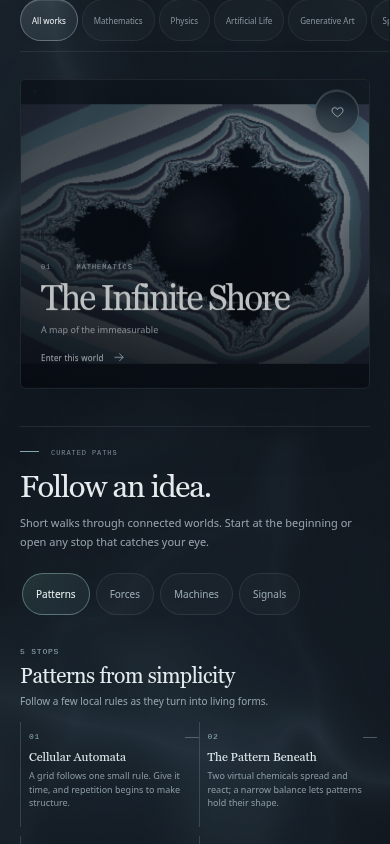 All works
Mathematics
Physics
Artificial Life
Generative Art
01 MATHEMATICS
The Infinite Shore
A map of the immeasurable
Enter this world →
CURATED PATHS
Follow an idea.
Short walks through connected worlds. Start at the beginning or
open any stop that catches your eye.
Patterns
Forces
Machines
Signals
5 STOPS
Patterns from simplicity
Follow a few local rules as they turn into living forms.
01
Cellular Automata
A grid follows one small rule. Give it
time, and repetition begins to make
structure.
02
The Pattern Beneath
Two virtual chemicals spread and
react; a narrow balance lets patterns
hold their shape.